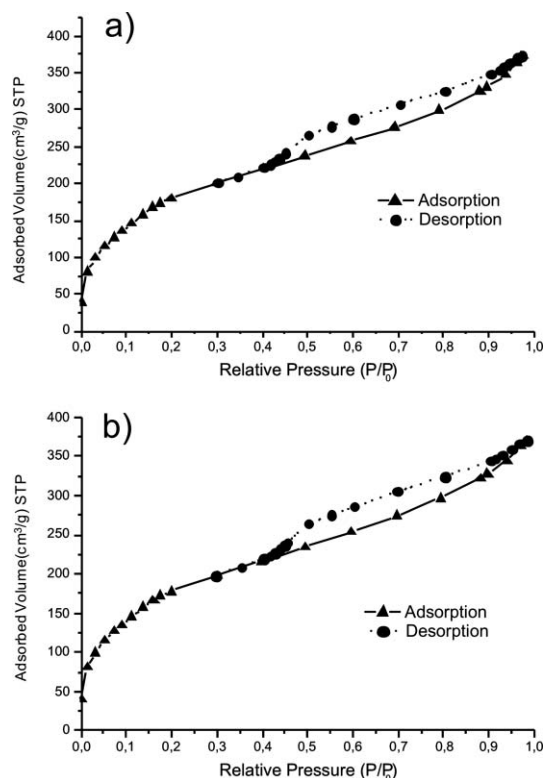 a)
400
350
300
250
200
150
100
50
0
Adsorbed Volume(cm³/g) STP
Adsorption
Desorption
0,0 0,1 0,2 0,3 0,4 0,5 0,6 0,7 0,8 0,9 1,0
Relative Pressure (P/P₀)
b)
400
350
300
250
200
150
100
50
0
Adsorbed Volume(cm³/g) STP
Adsorption
Desorption
0,0 0,1 0,2 0,3 0,4 0,5 0,6 0,7 0,8 0,9 1,0
Relative Pressure (P/P₀)